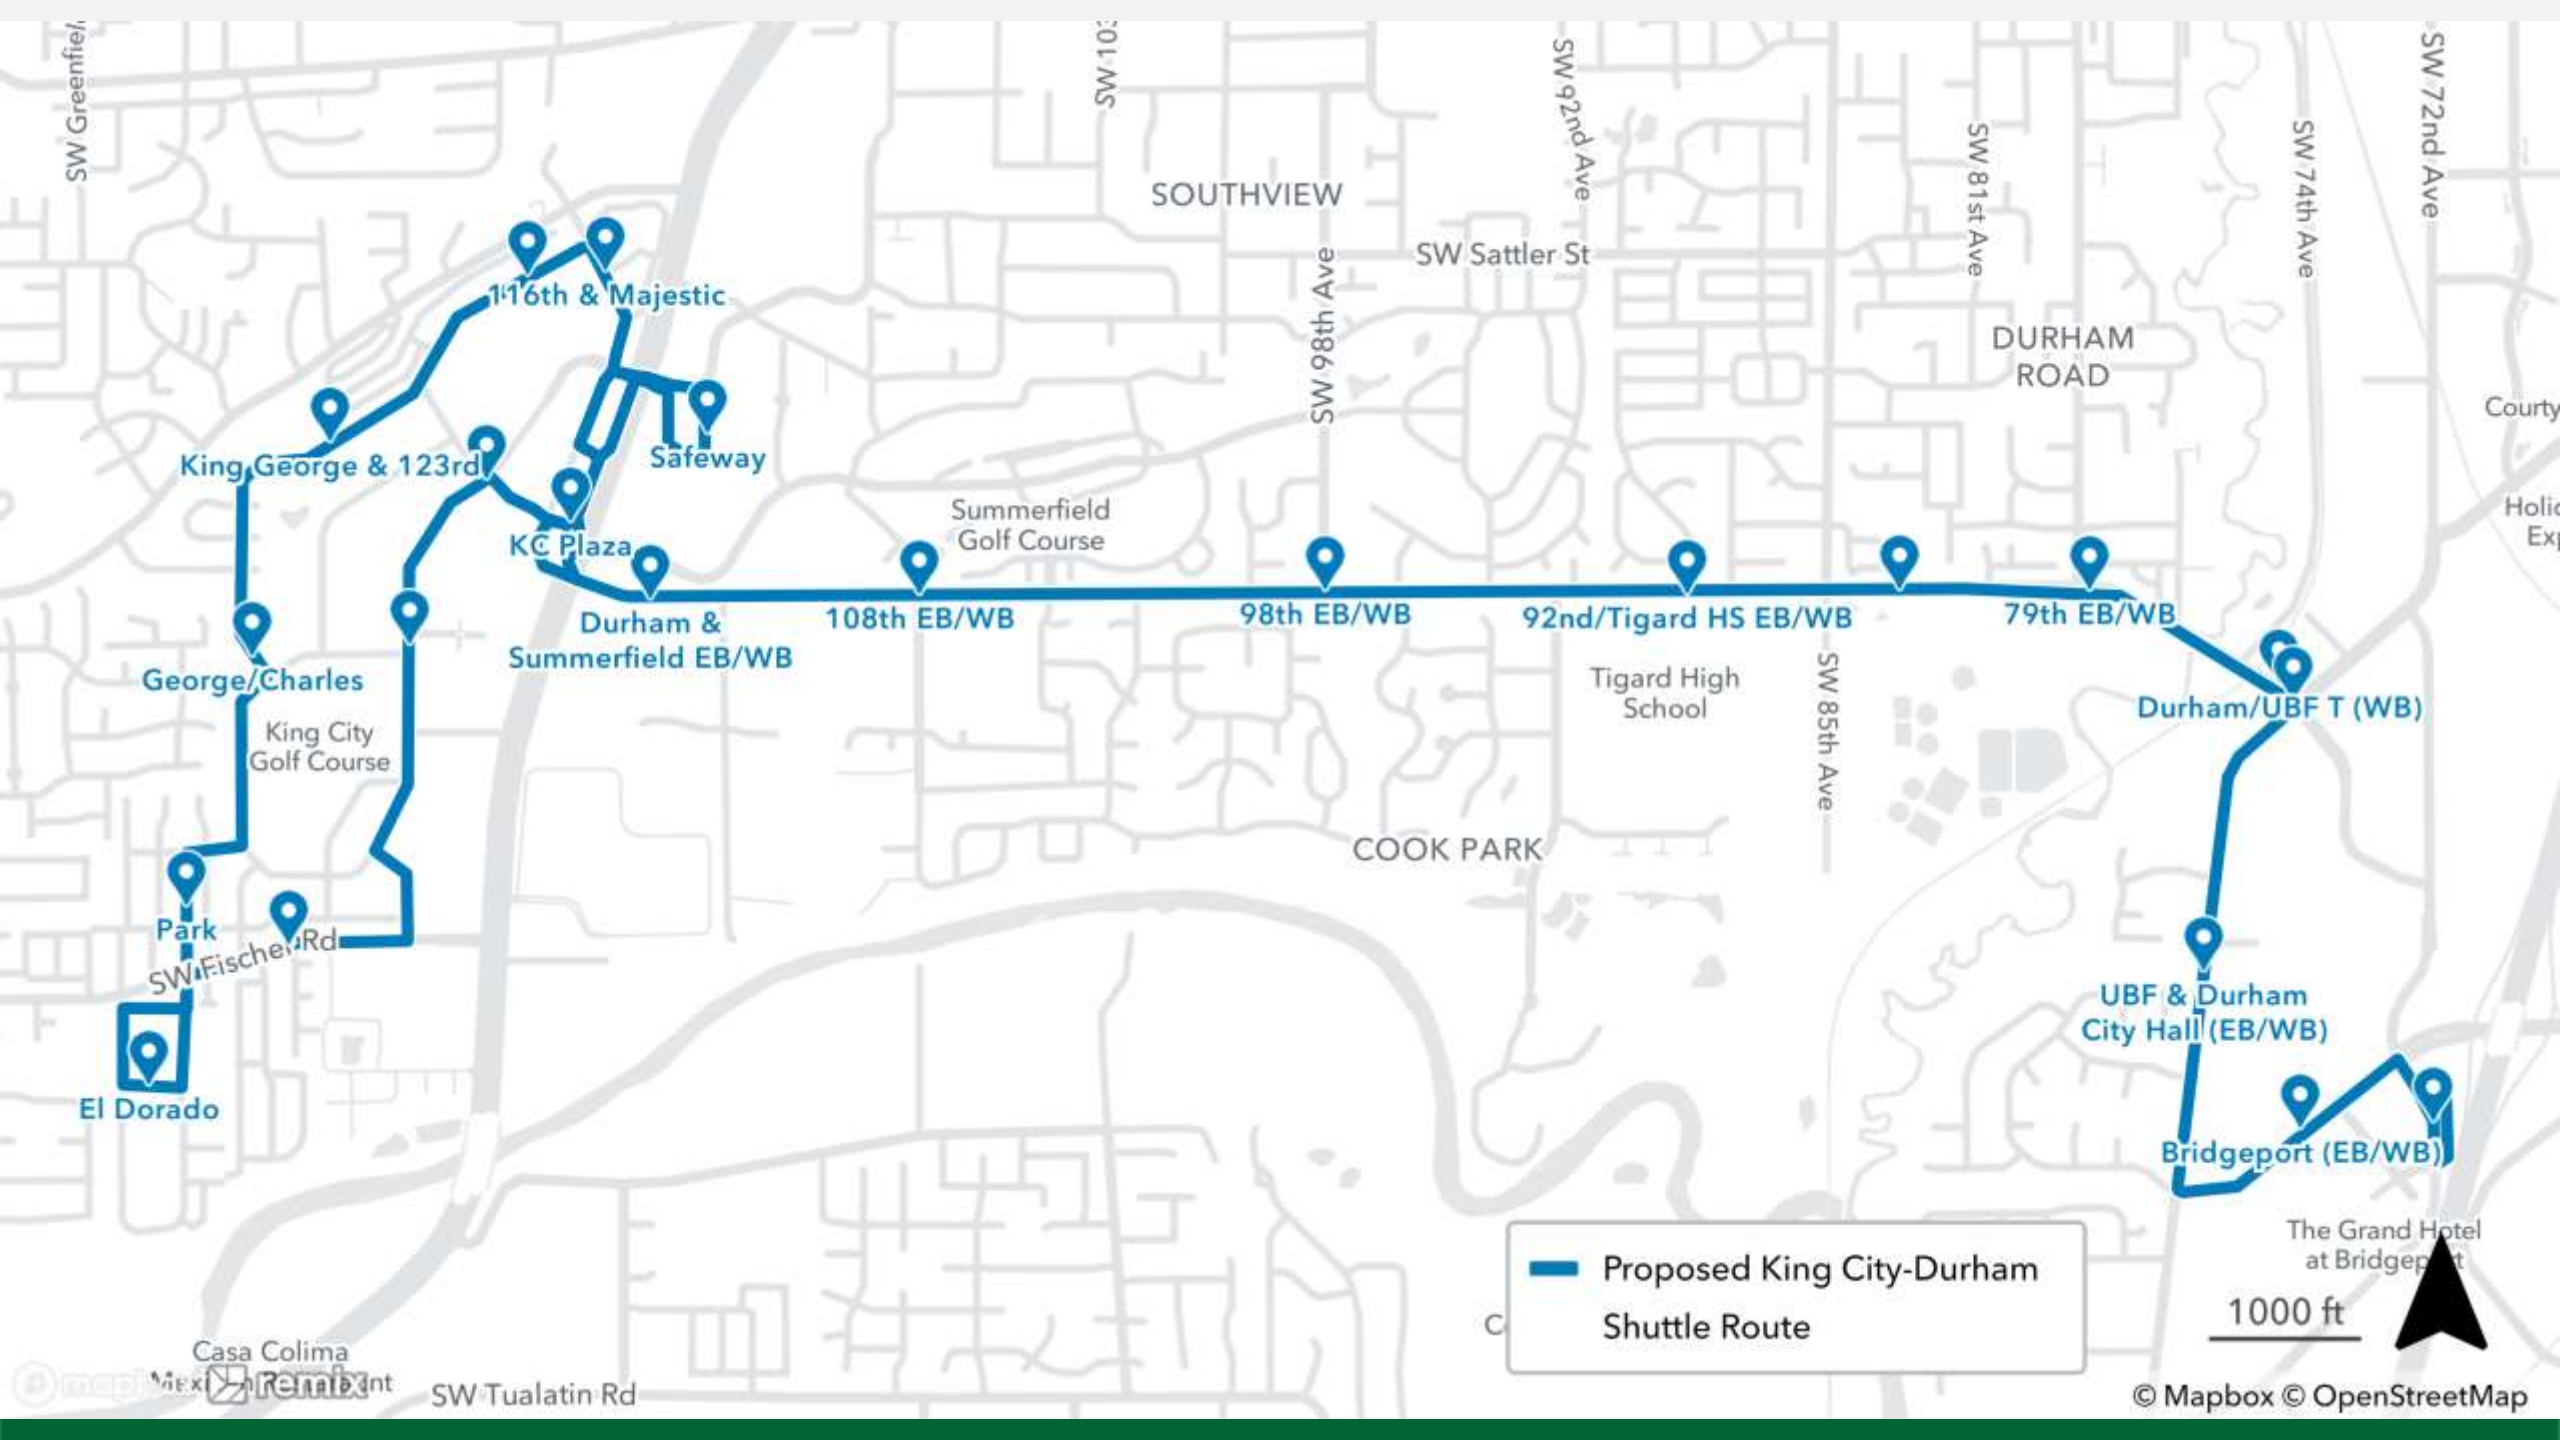 SW Greenfiel
SW 103
SW 92nd Ave
SW 81st Ave
SW 74th Ave
SW 72nd Ave
SOUTHVIEW
SW Sattler St
SW 98th Ave
116th & Majestic
DURHAM
ROAD
Courty
King George & 123rd
Safeway
Summerfield
Golf Course
Holid
Exp
KC Plaza
Durham &
Summerfield EB/WB
108th EB/WB
98th EB/WB
92nd/Tigard HS EB/WB
79th EB/WB
George/Charles
Tigard High
School
SW 85th Ave
Durham/UBF T (WB)
King City
Golf Course
COOK PARK
Park
SW Fischer Rd
UBF & Durham
City Hall (EB/WB)
El Dorado
Bridgeport (EB/WB)
The Grand Hotel
at Bridgeport
Proposed King City-Durham
Shuttle Route
1000 ft
Casa Colima
remix
SW Tualatin Rd
© Mapbox © OpenStreetMap